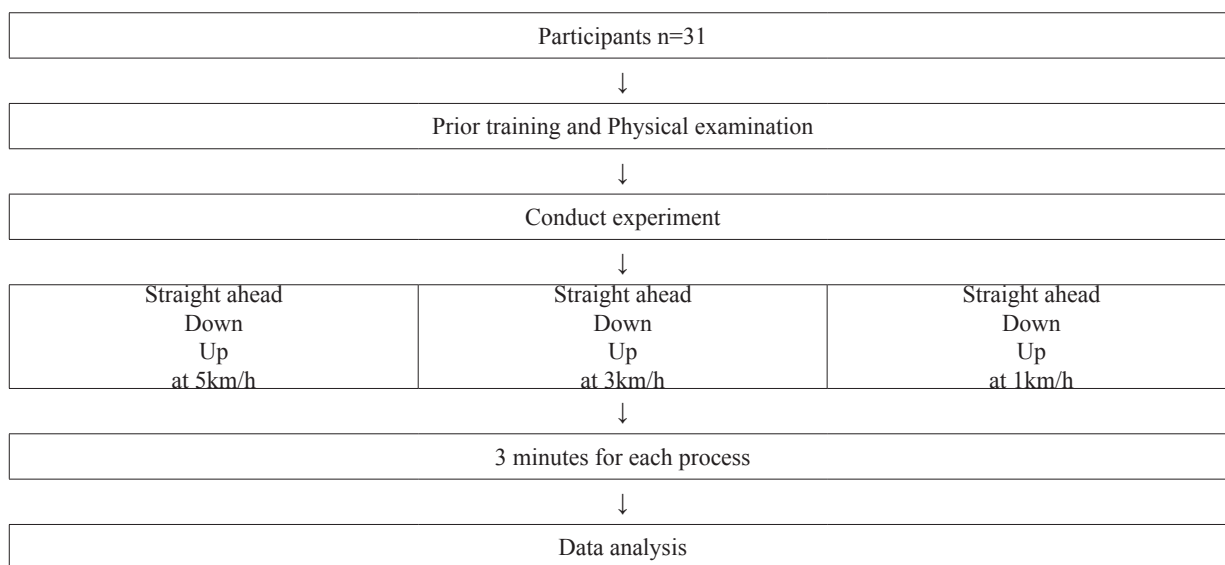 Participants n=31
↓
Prior training and Physical examination
↓
Conduct experiment
↓
Straight ahead
Down
Up
at 5km/h
Straight ahead
Down
Up
at 3km/h
Straight ahead
Down
Up
at 1km/h
↓
3 minutes for each process
↓
Data analysis